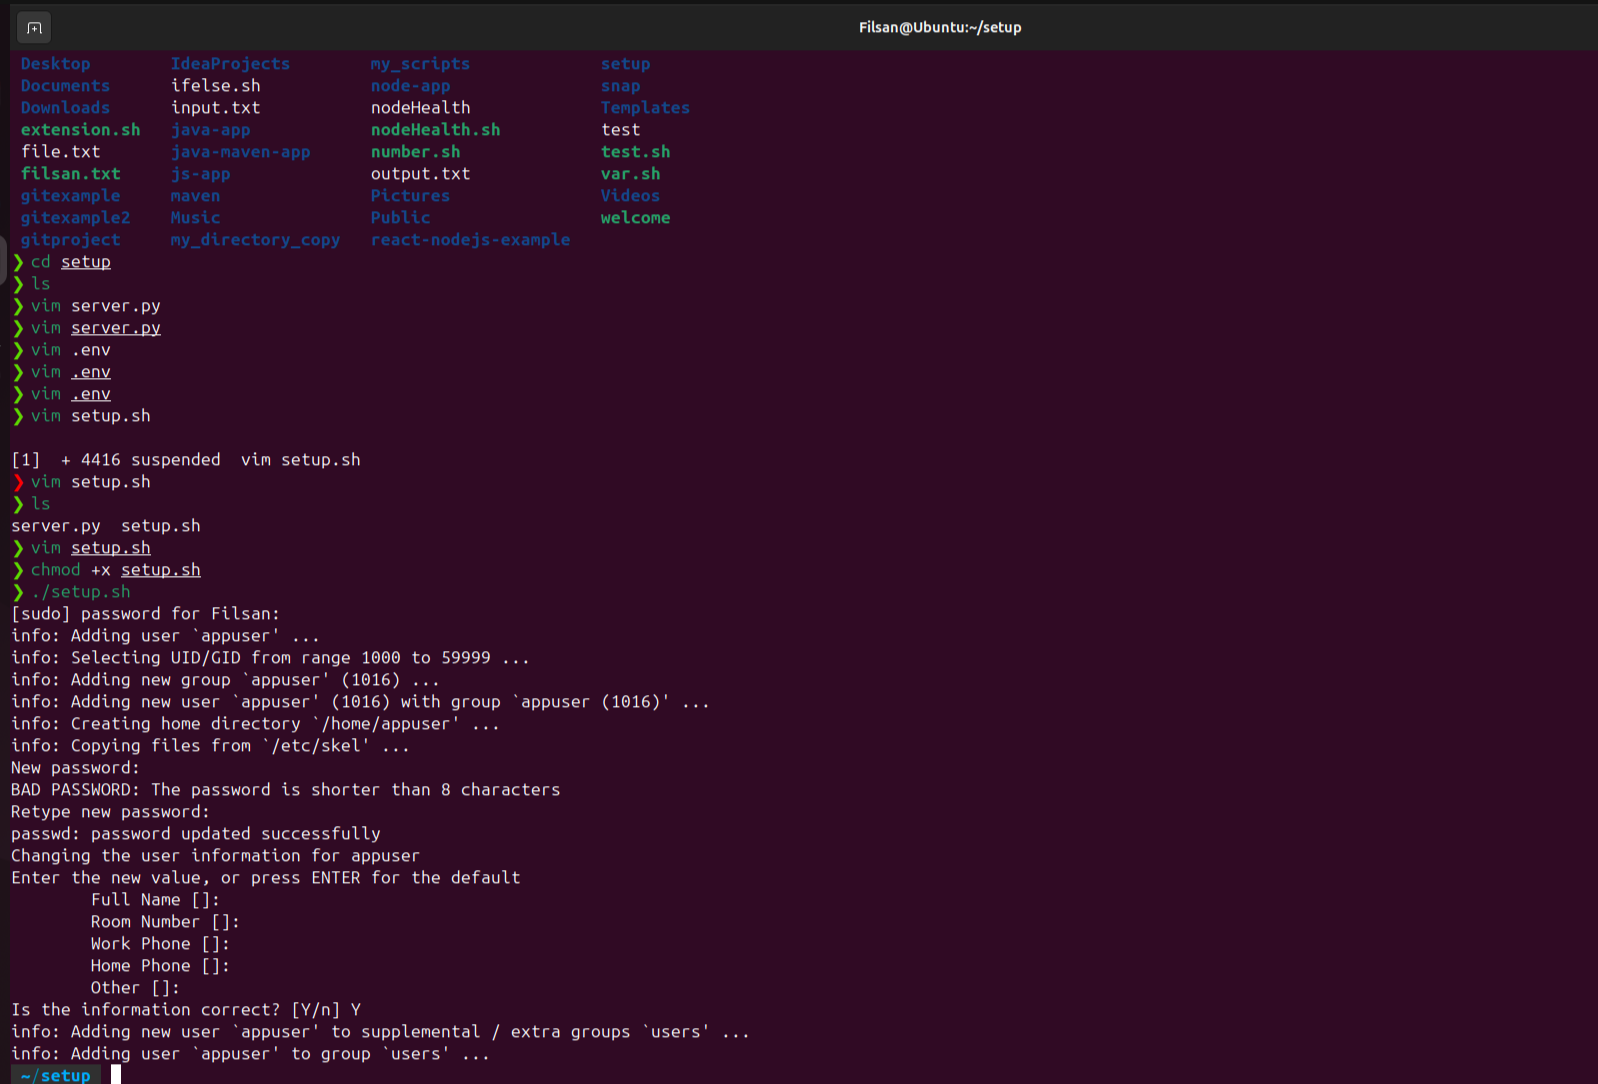 Filsan@Ubuntu:~/setup
Desktop IdeaProjects my_scripts setup
Documents ifelse.sh node-app snap
Downloads input.txt nodeHealth Templates
extension.sh java-app nodeHealth.sh test
file.txt java-maven-app number.sh test.sh
filsan.txt js-app output.txt var.sh
gitexample maven Pictures Videos
gitexample2 Music Public welcome
gitproject my_directory_copy react-nodejs-example
❯ cd setup
❯ ls
❯ vim server.py
❯ vim server.py
❯ vim .env
❯ vim .env
❯ vim .env
❯ vim setup.sh
[1]  + 4416 suspended  vim setup.sh
❯ vim setup.sh
❯ ls
server.py  setup.sh
❯ vim setup.sh
❯ chmod +x setup.sh
❯ ./setup.sh
[sudo] password for Filsan:
info: Adding user `appuser' ...
info: Selecting UID/GID from range 1000 to 59999 ...
info: Adding new group `appuser' (1016) ...
info: Adding new user `appuser' (1016) with group `appuser (1016)' ...
info: Creating home directory `/home/appuser' ...
info: Copying files from `/etc/skel' ...
New password:
BAD PASSWORD: The password is shorter than 8 characters
Retype new password:
passwd: password updated successfully
Changing the user information for appuser
Enter the new value, or press ENTER for the default
Full Name []:
Room Number []:
Work Phone []:
Home Phone []:
Other []:
Is the information correct? [Y/n] Y
info: Adding new user `appuser' to supplemental / extra groups `users' ...
info: Adding user `appuser' to group `users' ...
~/setup